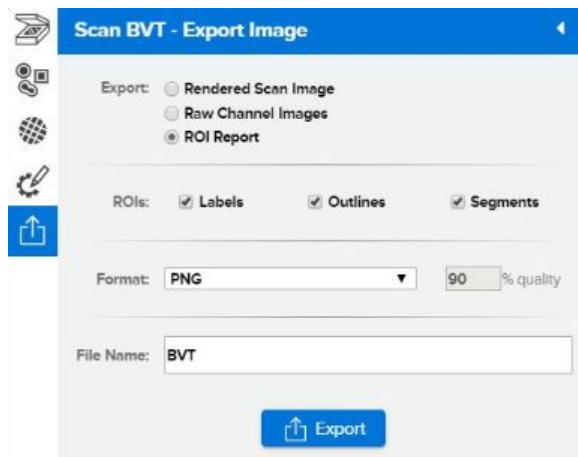 Scan BVT - Export Image
Export: Rendered Scan Image
Raw Channel Images
ROI Report
ROIs: Labels Outlines Segments
Format: PNG 90 % quality
File Name: BVT
Export